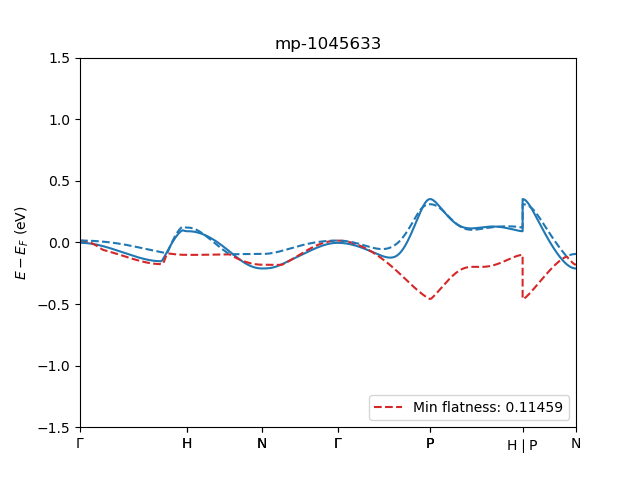 mp-1045633
1.5
1.0
0.5
0.0
−0.5
−1.0
−1.5
E − E_F (eV)
Γ H N Γ P H | P N
Min flatness: 0.11459